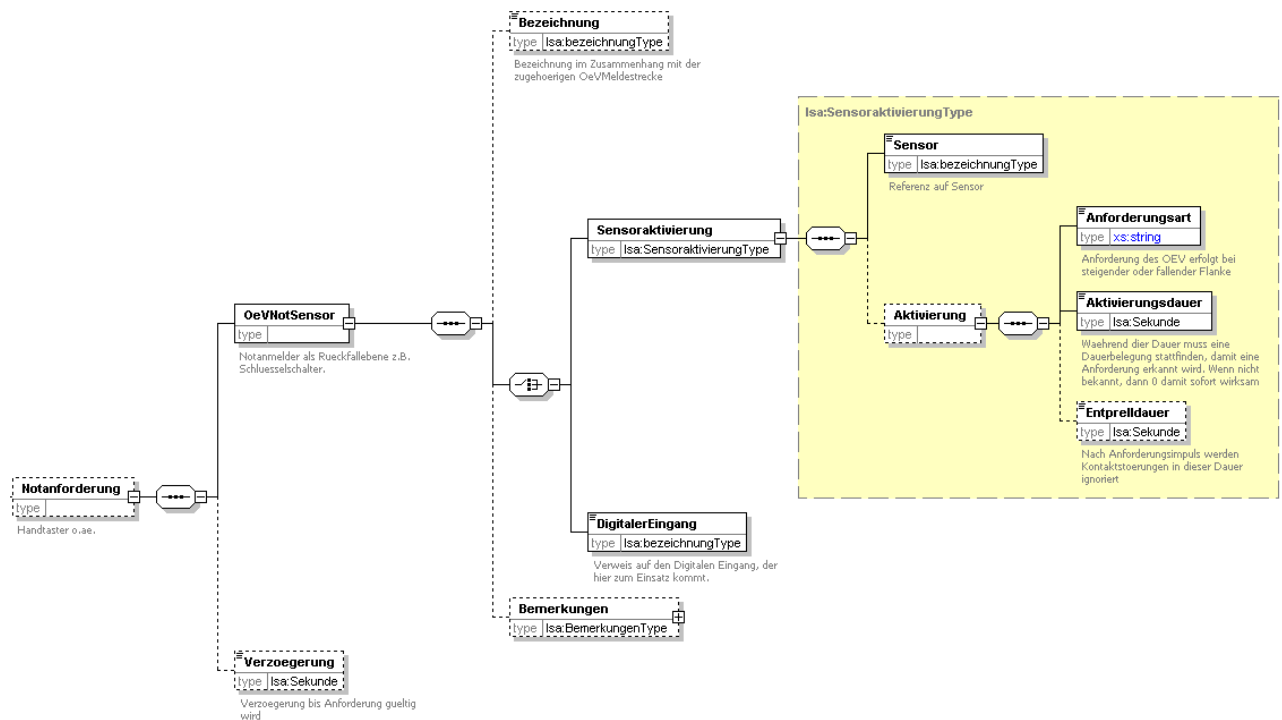 Bezeichnung
type lsa:bezeichnungType
Bezeichnung im Zusammenhang mit der
zugehoerigen OeVMeldestrecke
lsa:SensoraktivierungType
Sensor
type lsa:bezeichnungType
Referenz auf Sensor
Sensoraktivierung
type lsa:SensoraktivierungType
Anforderungsart
type xs:string
Anforderung des OEV erfolgt bei
steigender oder fallender Flanke
Aktivierung
type
Aktivierungsdauer
type lsa:Sekunde
Waehrend dier Dauer muss eine
Dauerbelegung stattfinden, damit eine
Anforderung erkannt wird. Wenn nicht
bekannt, dann 0 damit sofort wirksam
Entprelldauer
type lsa:Sekunde
Nach Anforderungsimpuls werden
Kontaktstoerungen in dieser Dauer
ignoriert
OeVNotSensor
type
Notanmelder als Rueckfallebene z.B.
Schluesselschalter.
Notanforderung
type
Handtaster o.ae.
DigitalerEingang
type lsa:bezeichnungType
Verweis auf den Digitalen Eingang, der
hier zum Einsatz kommt.
Bemerkungen
type lsa:BemerkungenType
Verzoegerung
type lsa:Sekunde
Verzoegerung bis Anforderung gueltig
wird